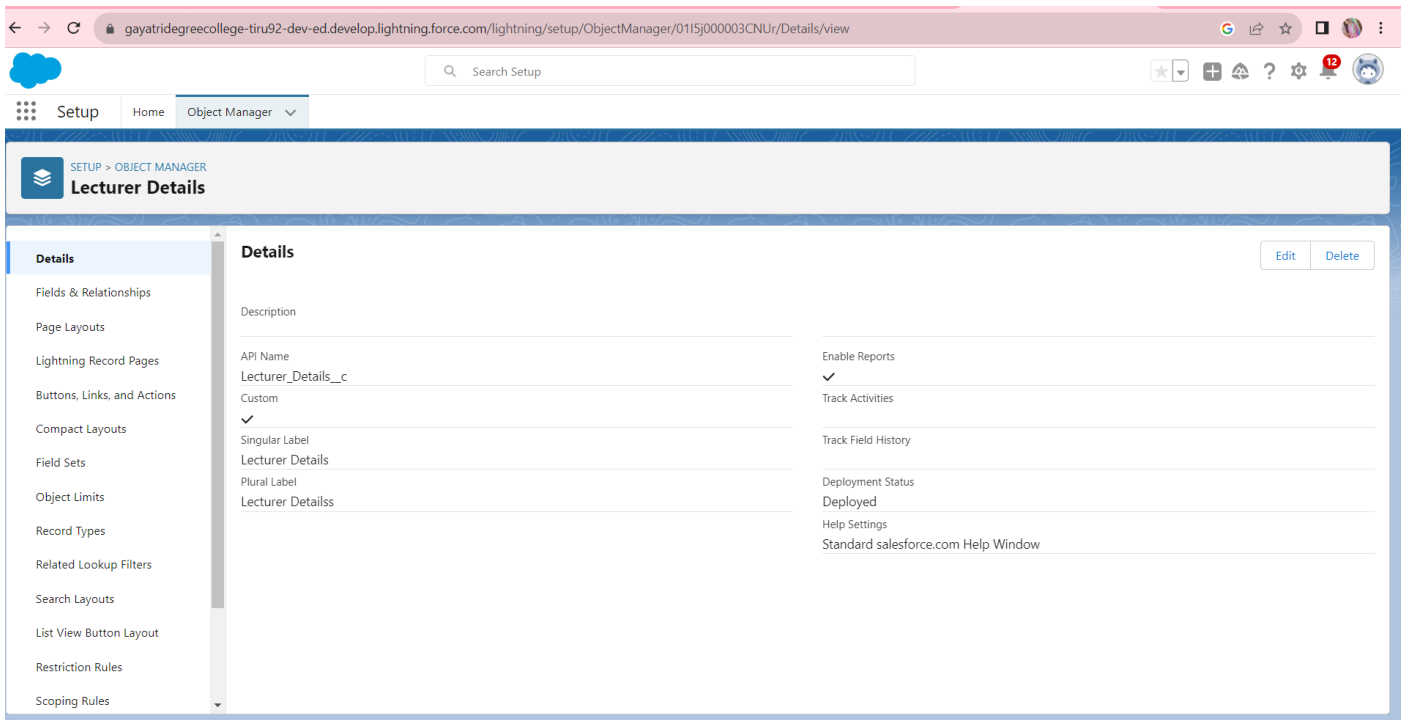 gayatridegreecollege-tiru92-dev-ed.develop.lightning.force.com/lightning/setup/ObjectManager/01I5j000003CNUr/Details/view
Search Setup
12
Setup Home Object Manager
SETUP > OBJECT MANAGER
Lecturer Details
Details
Fields & Relationships
Page Layouts
Lightning Record Pages
Buttons, Links, and Actions
Compact Layouts
Field Sets
Object Limits
Record Types
Related Lookup Filters
Search Layouts
List View Button Layout
Restriction Rules
Scoping Rules
Details
Edit Delete
Description
API Name
Lecturer_Details__c
Custom
Singular Label
Lecturer Details
Plural Label
Lecturer Detailss
Enable Reports
Track Activities
Track Field History
Deployment Status
Deployed
Help Settings
Standard salesforce.com Help Window